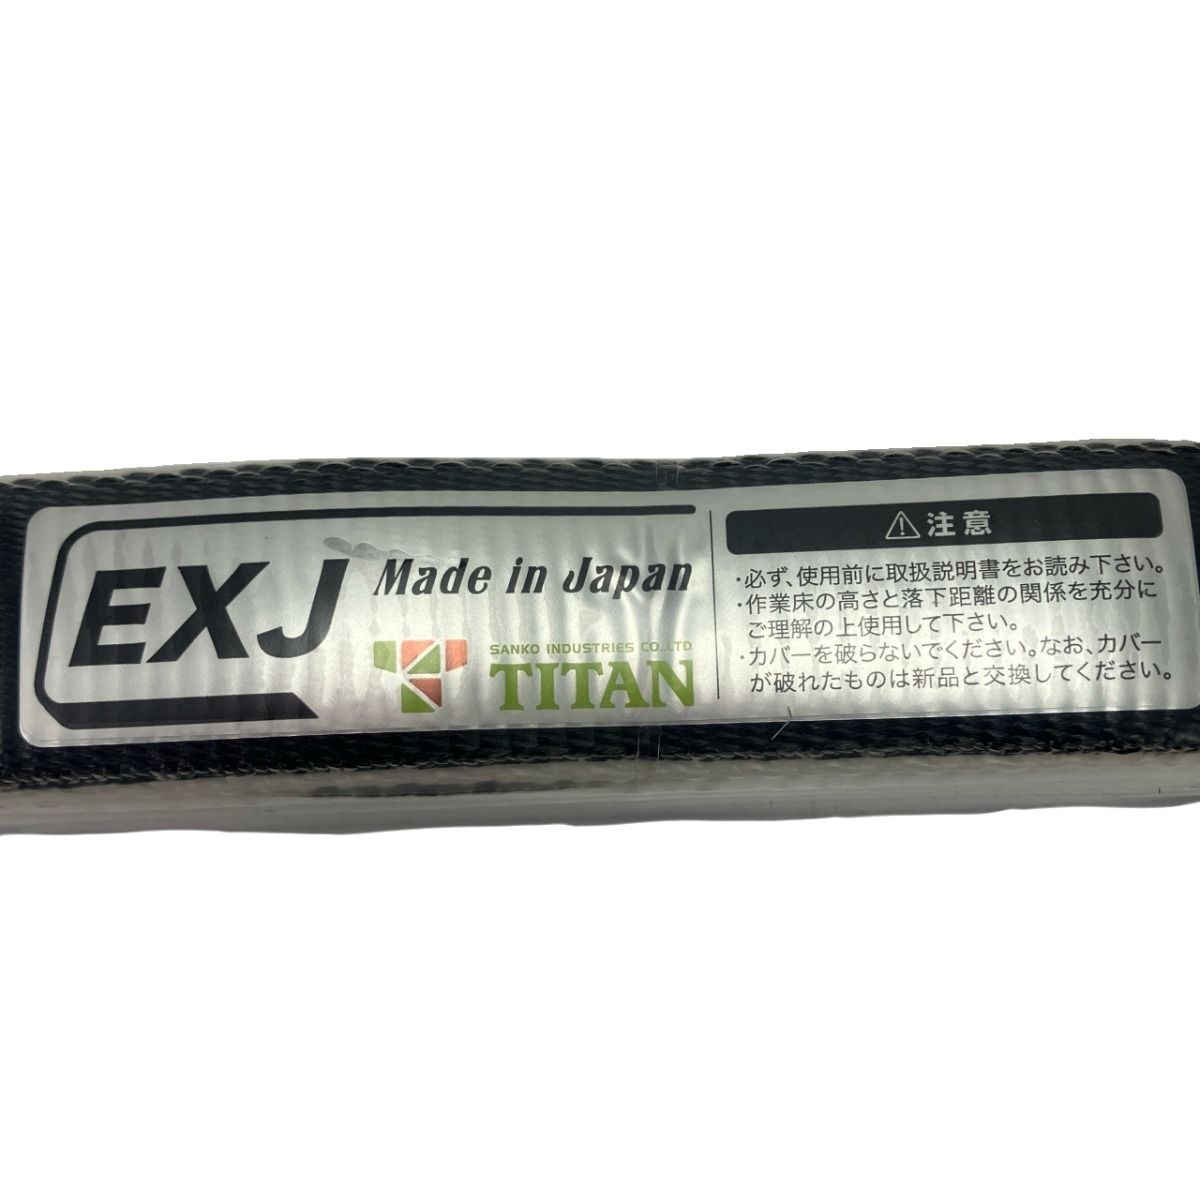 EXJ
Made in Japan
SANKO INDUSTRIES CO.,LTD.
TITAN
⚠注意
・必ず、使用前に取扱説明書をお読み下さい。
・作業床の高さと落下距離の関係を充分に
ご理解の上使用して下さい。
・カバーを破らないでください。なお、カバー
が破れたものは新品と交換してください。